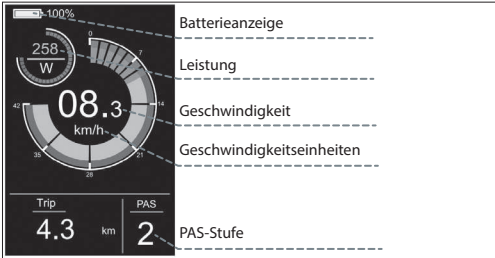 100%
Batterieanzeige
0
7
258
W
Leistung
08.3
14
Geschwindigkeit
42
km/h
Geschwindigkeitseinheiten
35
21
28
Trip
PAS
4.3 km
2
PAS-Stufe